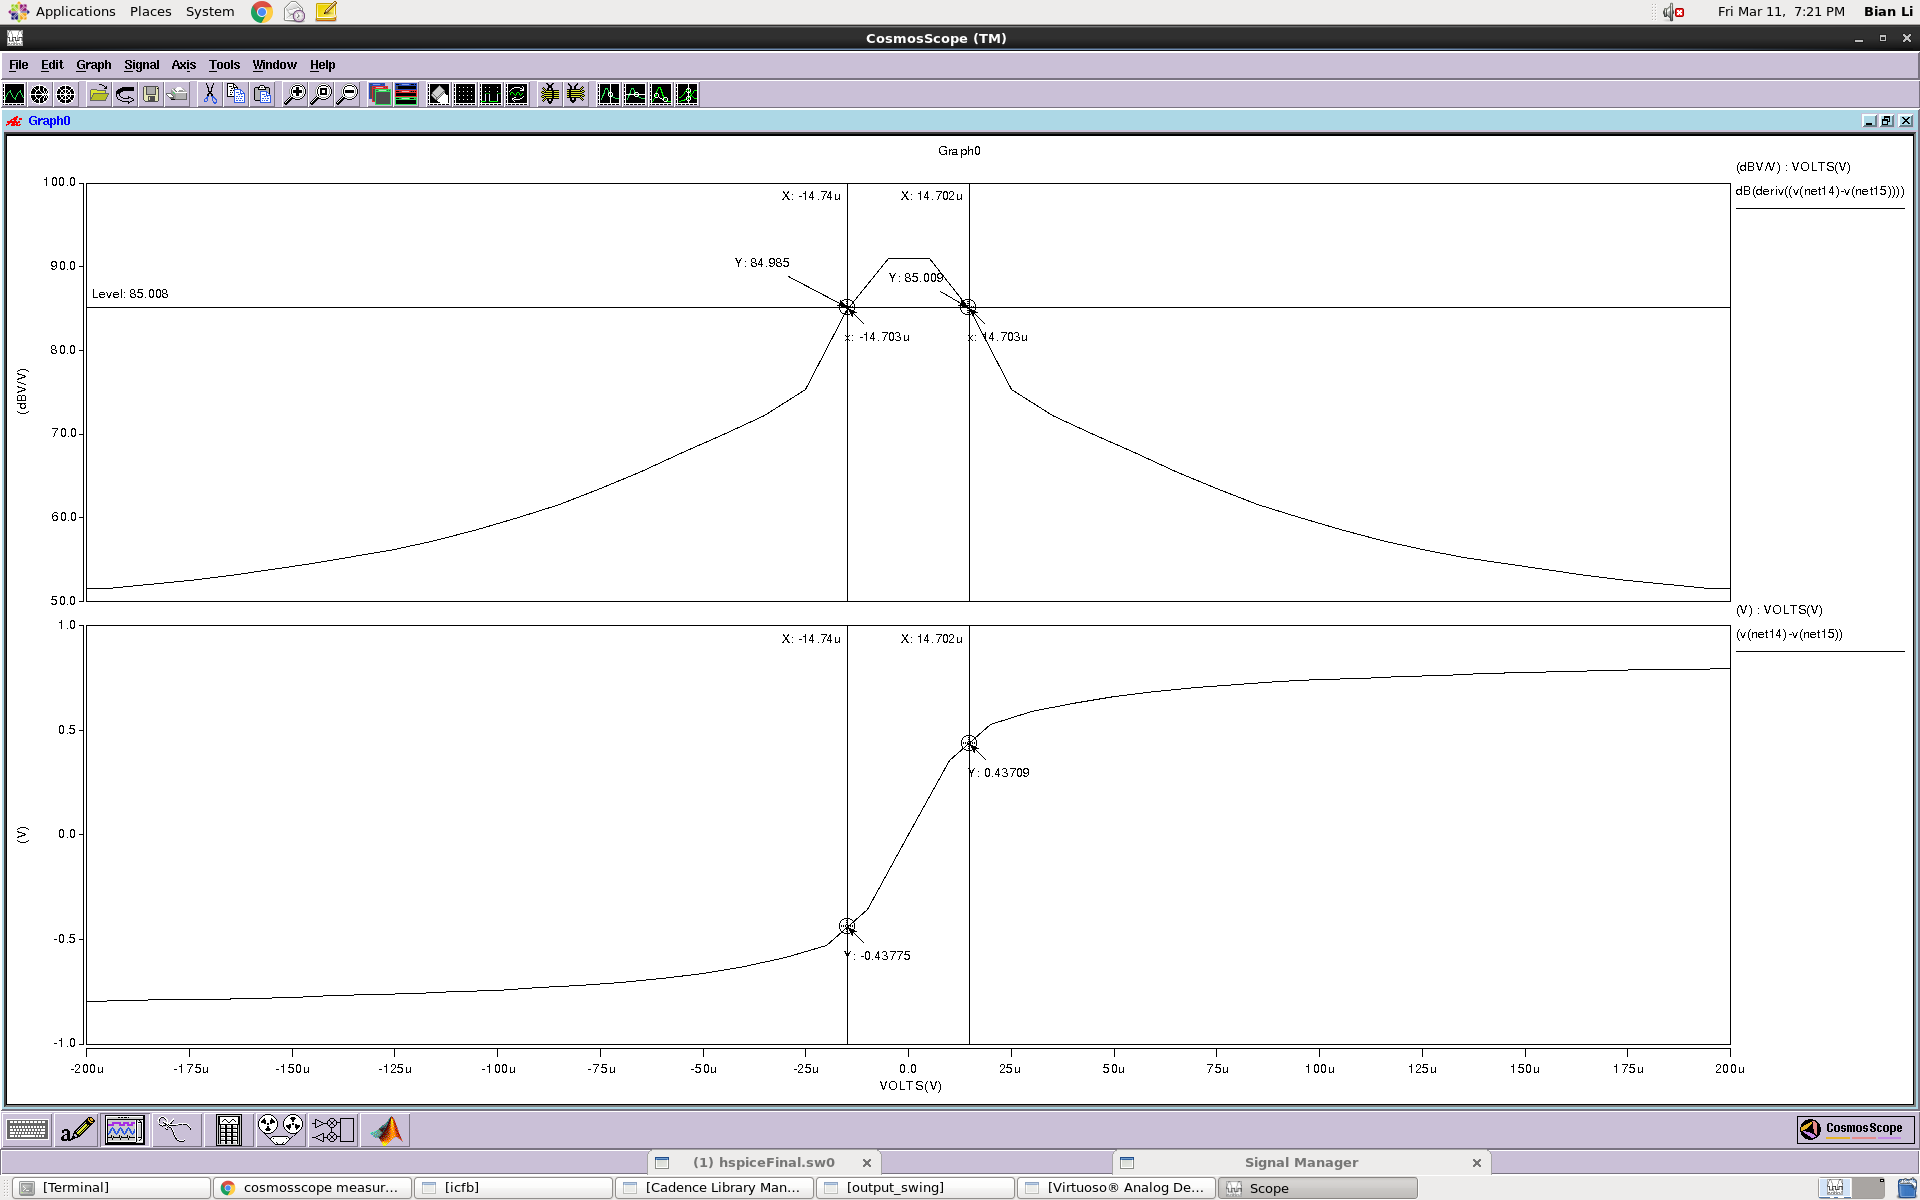 Applications Places System Fri Mar 11, 7:21 PM Bian Li
CosmosScope (TM)
File Edit Graph Signal Axis Tools Window Help
Graph0
Graph0
(dBV/V) : VOLTS(V)
dB(deriv((v(net14)-v(net15))))
100.0
X: -14.74u
X: 14.702u
90.0
Y: 84.985
Y: 85.009
Level: 85.008
x: -14.703u
x: 14.703u
80.0
(dBV/V)
70.0
60.0
50.0
(V) : VOLTS(V)
(v(net14)-v(net15))
1.0
X: -14.74u
X: 14.702u
0.5
Y: 0.43709
(V)
0.0
-0.5
Y: -0.43775
-1.0
-200u -175u -150u -125u -100u -75u -50u -25u 0.0 25u 50u 75u 100u 125u 150u 175u 200u
VOLTS(V)
a
CosmosScope
(1) hspiceFinal.sw0
Signal Manager
[Terminal] cosmosscope measur... [icfb] [Cadence Library Man... [output_swing] [Virtuoso® Analog De... Scope